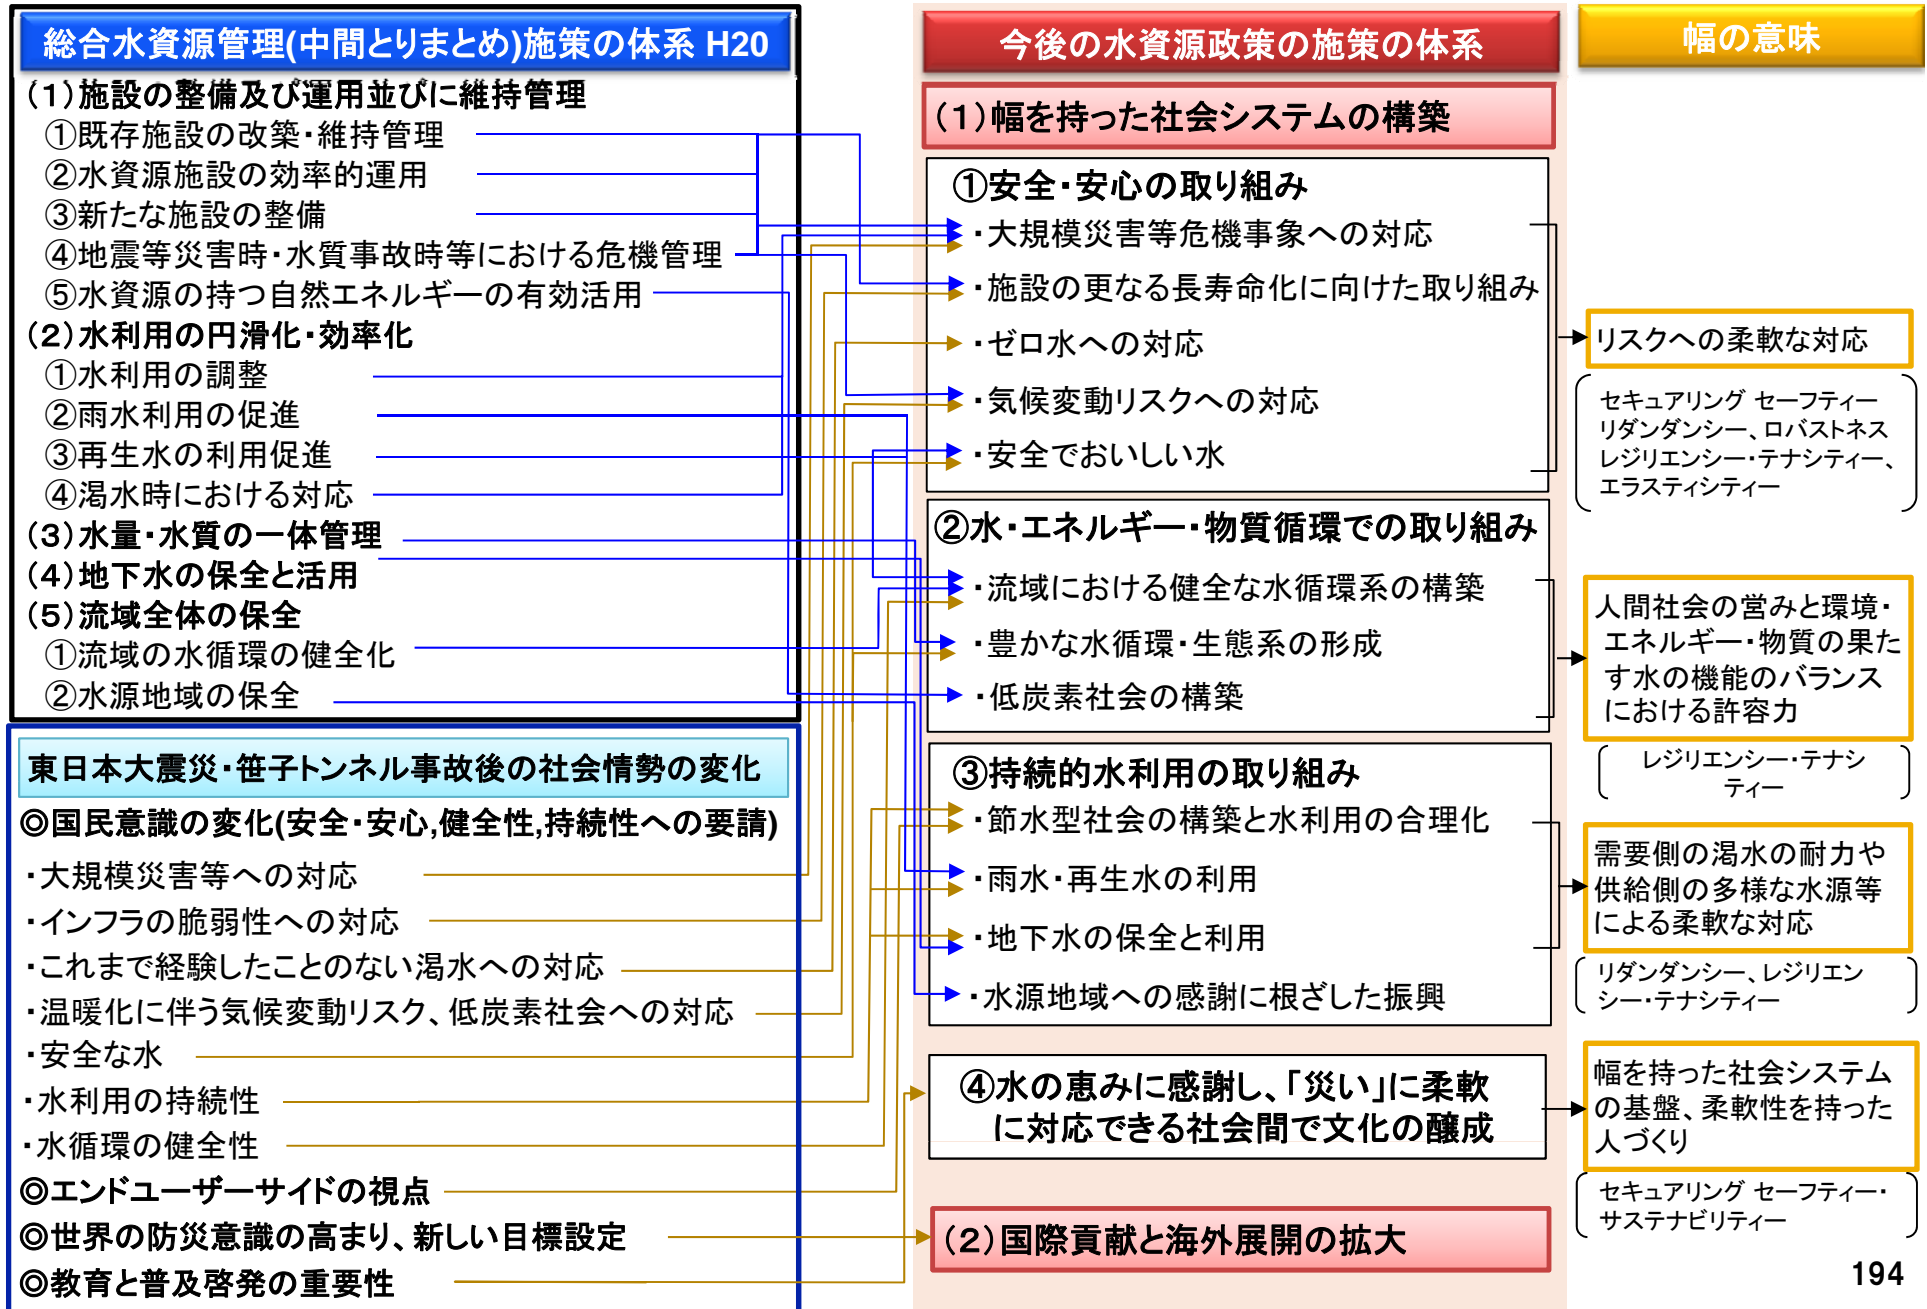 総合水資源管理(中間とりまとめ)施策の体系 H20
(1)施設の整備及び運用並びに維持管理
①既存施設の改築・維持管理
②水資源施設の効率的運用
③新たな施設の整備
④地震等災害時・水質事故時等における危機管理
⑤水資源の持つ自然エネルギーの有効活用
(2)水利用の円滑化・効率化
①水利用の調整
②雨水利用の促進
③再生水の利用促進
④渇水時における対応
(3)水量・水質の一体管理
(4)地下水の保全と活用
(5)流域全体の保全
①流域の水循環の健全化
②水源地域の保全
東日本大震災・笹子トンネル事故後の社会情勢の変化
◎国民意識の変化(安全・安心,健全性,持続性への要請)
・大規模災害等への対応
・インフラの脆弱性への対応
・これまで経験したことのない渇水への対応
・温暖化に伴う気候変動リスク、低炭素社会への対応
・安全な水
・水利用の持続性
・水循環の健全性
◎エンドユーザーサイドの視点
◎世界の防災意識の高まり、新しい目標設定
◎教育と普及啓発の重要性
今後の水資源政策の施策の体系
(1)幅を持った社会システムの構築
①安全・安心の取り組み
・大規模災害等危機事象への対応
・施設の更なる長寿命化に向けた取り組み
・ゼロ水への対応
・気候変動リスクへの対応
・安全でおいしい水
②水・エネルギー・物質循環での取り組み
・流域における健全な水循環系の構築
・豊かな水循環・生態系の形成
・低炭素社会の構築
③持続的水利用の取り組み
・節水型社会の構築と水利用の合理化
・雨水・再生水の利用
・地下水の保全と利用
・水源地域への感謝に根ざした振興
④水の恵みに感謝し、「災い」に柔軟
に対応できる社会間で文化の醸成
(2)国際貢献と海外展開の拡大
幅の意味
リスクへの柔軟な対応
セキュアリング セーフティー
リダンダンシー、ロバストネス
レジリエンシー・テナシティー、
エラスティシティー
人間社会の営みと環境・
エネルギー・物質の果た
す水の機能のバランス
における許容力
レジリエンシー・テナシ
ティー
需要側の渇水の耐力や
供給側の多様な水源等
による柔軟な対応
リダンダンシー、レジリエン
シー・テナシティー
幅を持った社会システム
の基盤、柔軟性を持った
人づくり
セキュアリング セーフティー・
サステナビリティー
194